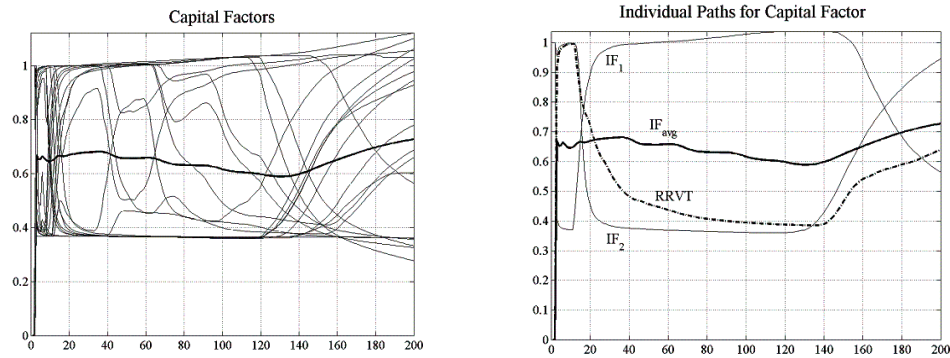 Capital Factors
1
0.8
0.6
0.4
0.2
0
0 20 40 60 80 100 120 140 160 180 200
Individual Paths for Capital Factor
1
0.9
0.8
0.7
0.6
0.5
0.4
0.3
0.2
0.1
0
IF1
IFavg
RRVT
IF2
0 20 40 60 80 100 120 140 160 180 200